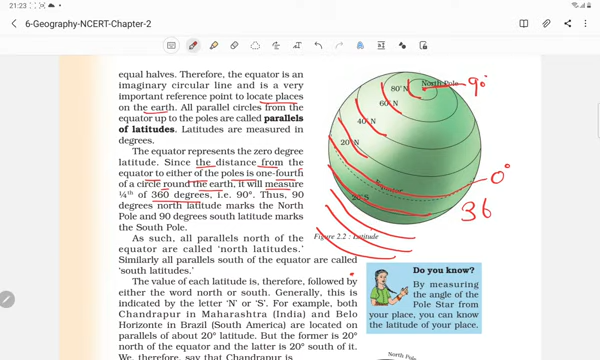 21:23
93%
6-Geography-NCERT-Chapter-2
equal halves. Therefore, the equator is an
imaginary circular line and is a very
important reference point to locate places
on the earth. All parallel circles from the
equator up to the poles are called parallels
of latitudes. Latitudes are measured in
degrees.
The equator represents the zero degree
latitude. Since the distance from the
equator to either of the poles is one-fourth
of a circle round the earth, it will measure
¼th of 360 degrees, i.e. 90°. Thus, 90
degrees north latitude marks the North
Pole and 90 degrees south latitude marks
the South Pole.
As such, all parallels north of the
equator are called 'north latitudes.'
Similarly all parallels south of the equator are called
'south latitudes.'
The value of each latitude is, therefore, followed by
either the word north or south. Generally, this is
indicated by the letter 'N' or 'S'. For example, both
Chandrapur in Maharashtra (India) and Belo
Horizonte in Brazil (South America) are located on
parallels of about 20° latitude. But the former is 20°
north of the equator and the latter is 20° south of it.
We, therefore, say that Chandrapur is
North Pole
90°
80°N
60°N
40°N
20°N
Equator
20°S
0°
36
Figure 2.2 : Latitude
Do you know?
By measuring
the angle of the
Pole Star from
your place, you can know
the latitude of your place.
North Pole